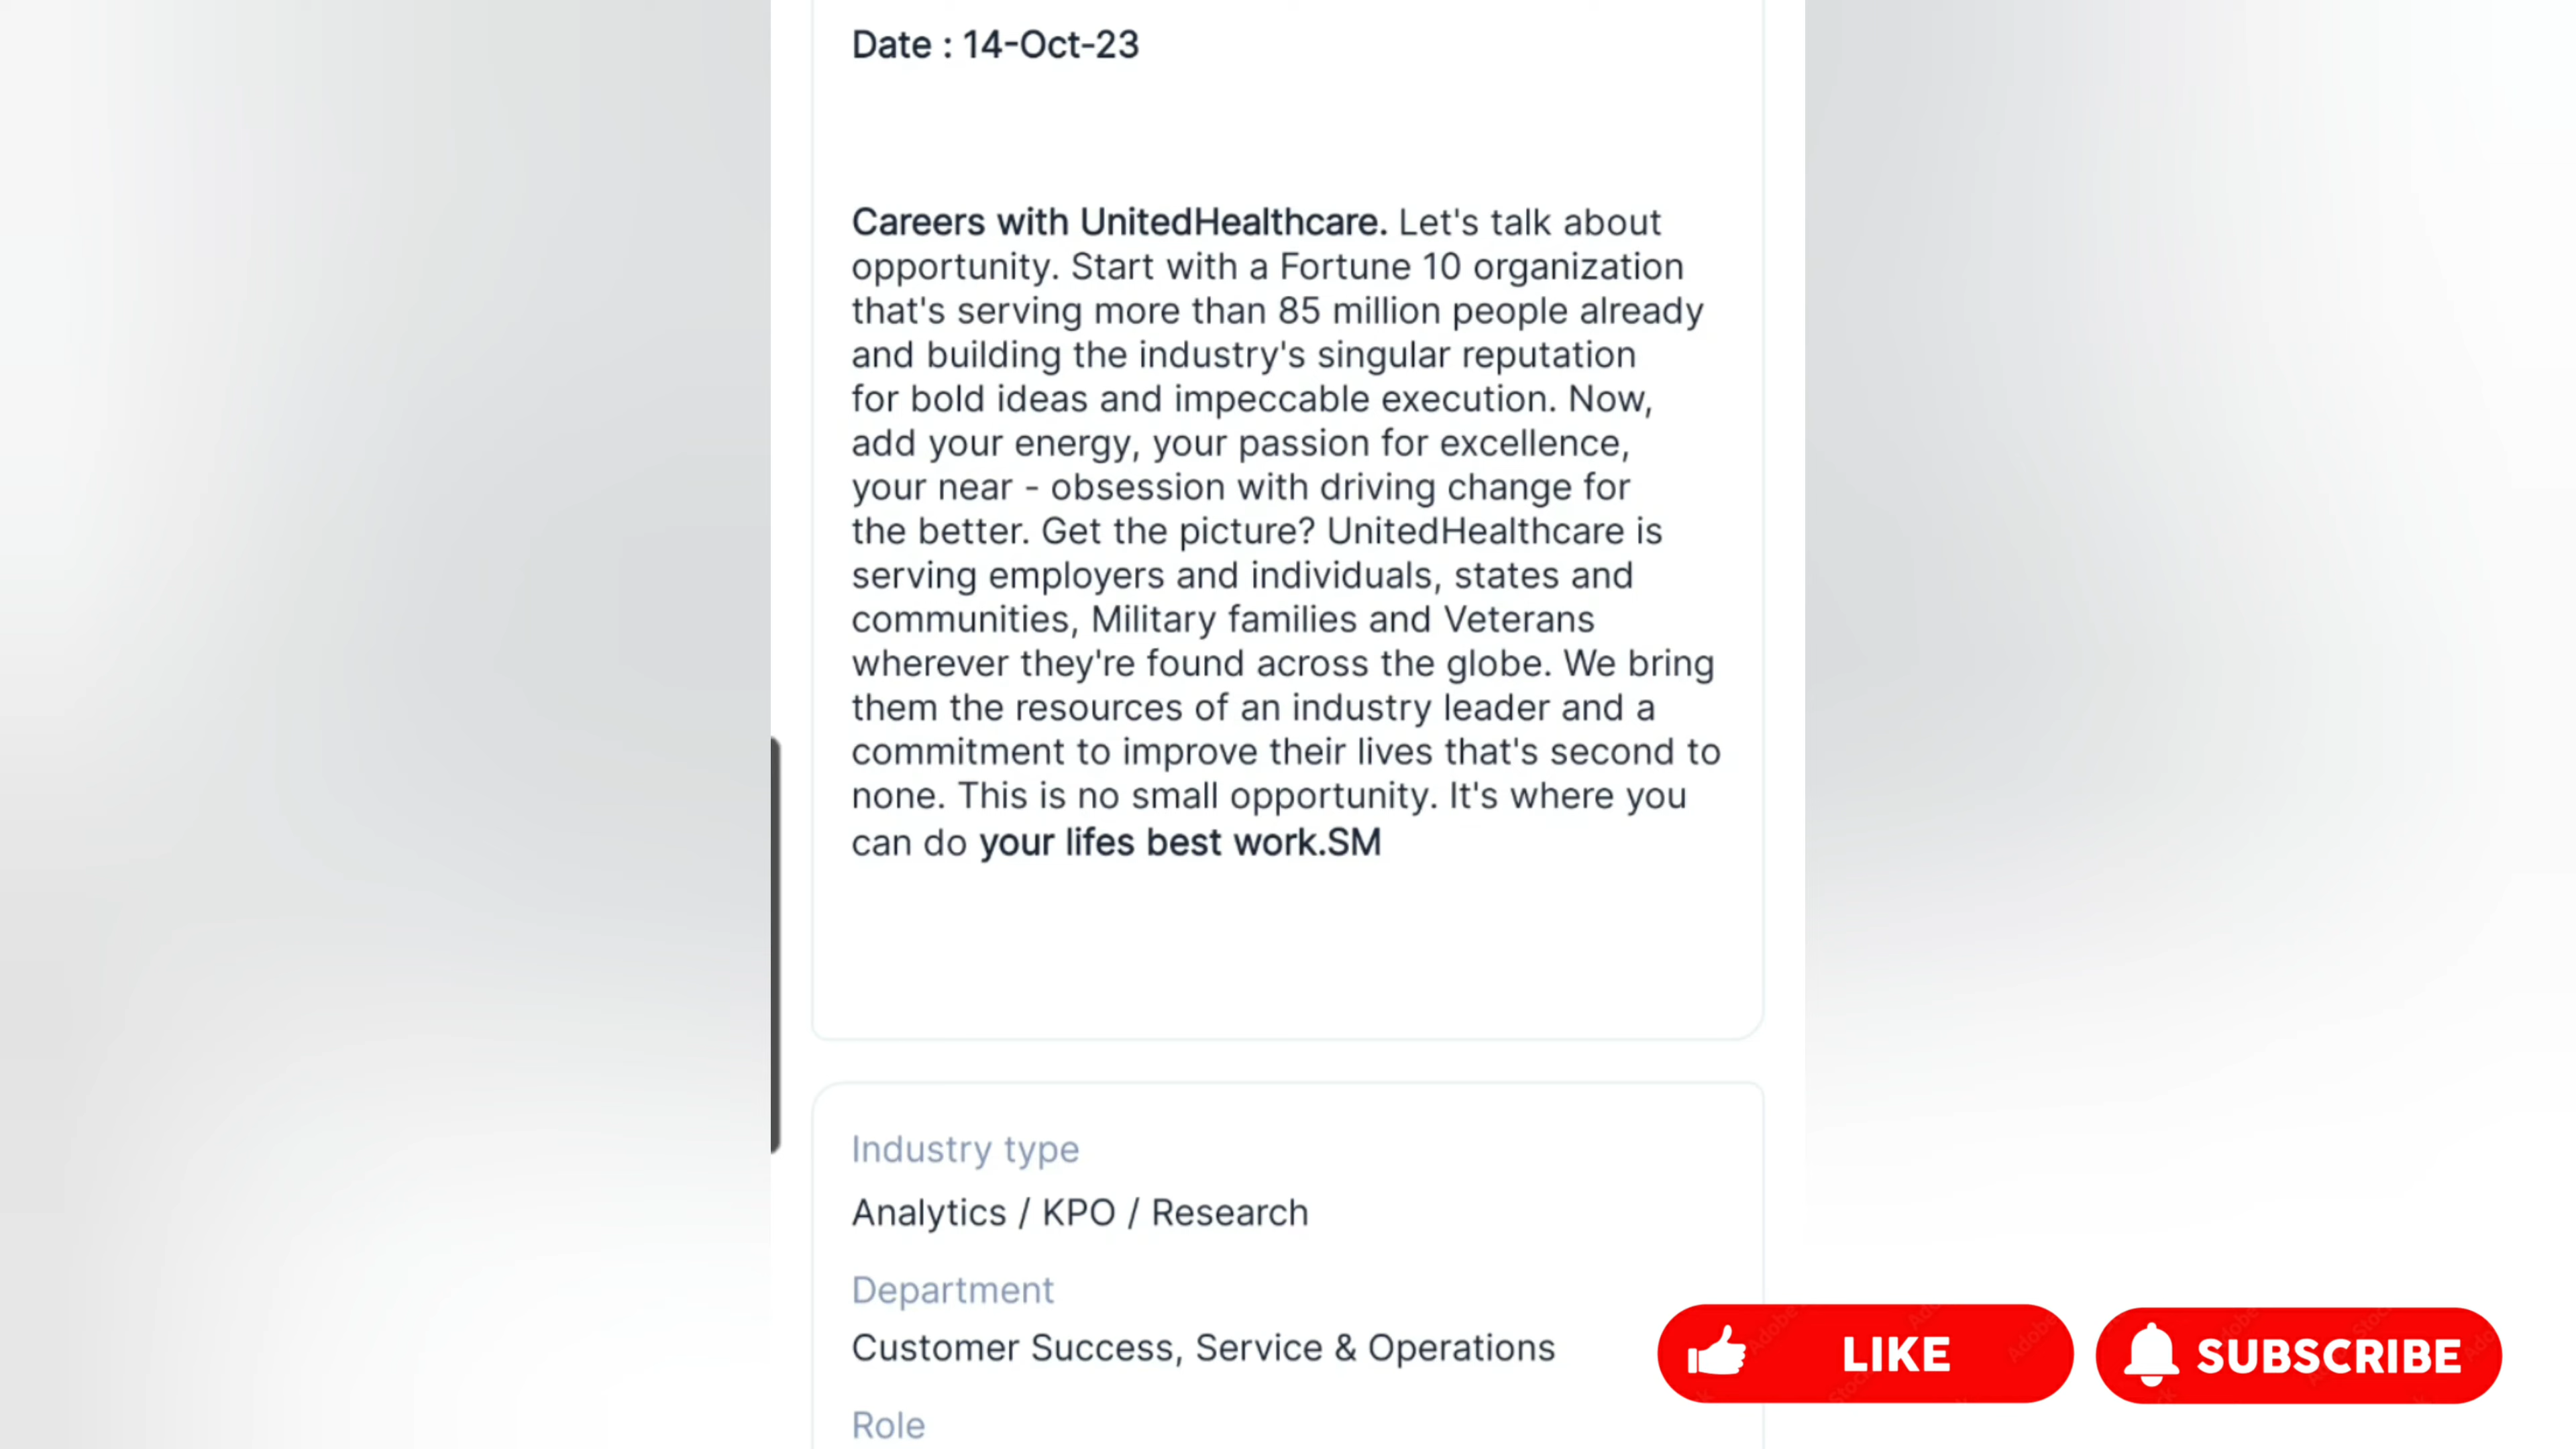 Date : 14-Oct-23
Careers with UnitedHealthcare. Let's talk about
opportunity. Start with a Fortune 10 organization
that's serving more than 85 million people already
and building the industry's singular reputation
for bold ideas and impeccable execution. Now,
add your energy, your passion for excellence,
your near - obsession with driving change for
the better. Get the picture? UnitedHealthcare is
serving employers and individuals, states and
communities, Military families and Veterans
wherever they're found across the globe. We bring
them the resources of an industry leader and a
commitment to improve their lives that's second to
none. This is no small opportunity. It's where you
can do your lifes best work.SM
Industry type
Analytics / KPO / Research
Department
Customer Success, Service & Operations
Role
LIKE
SUBSCRIBE